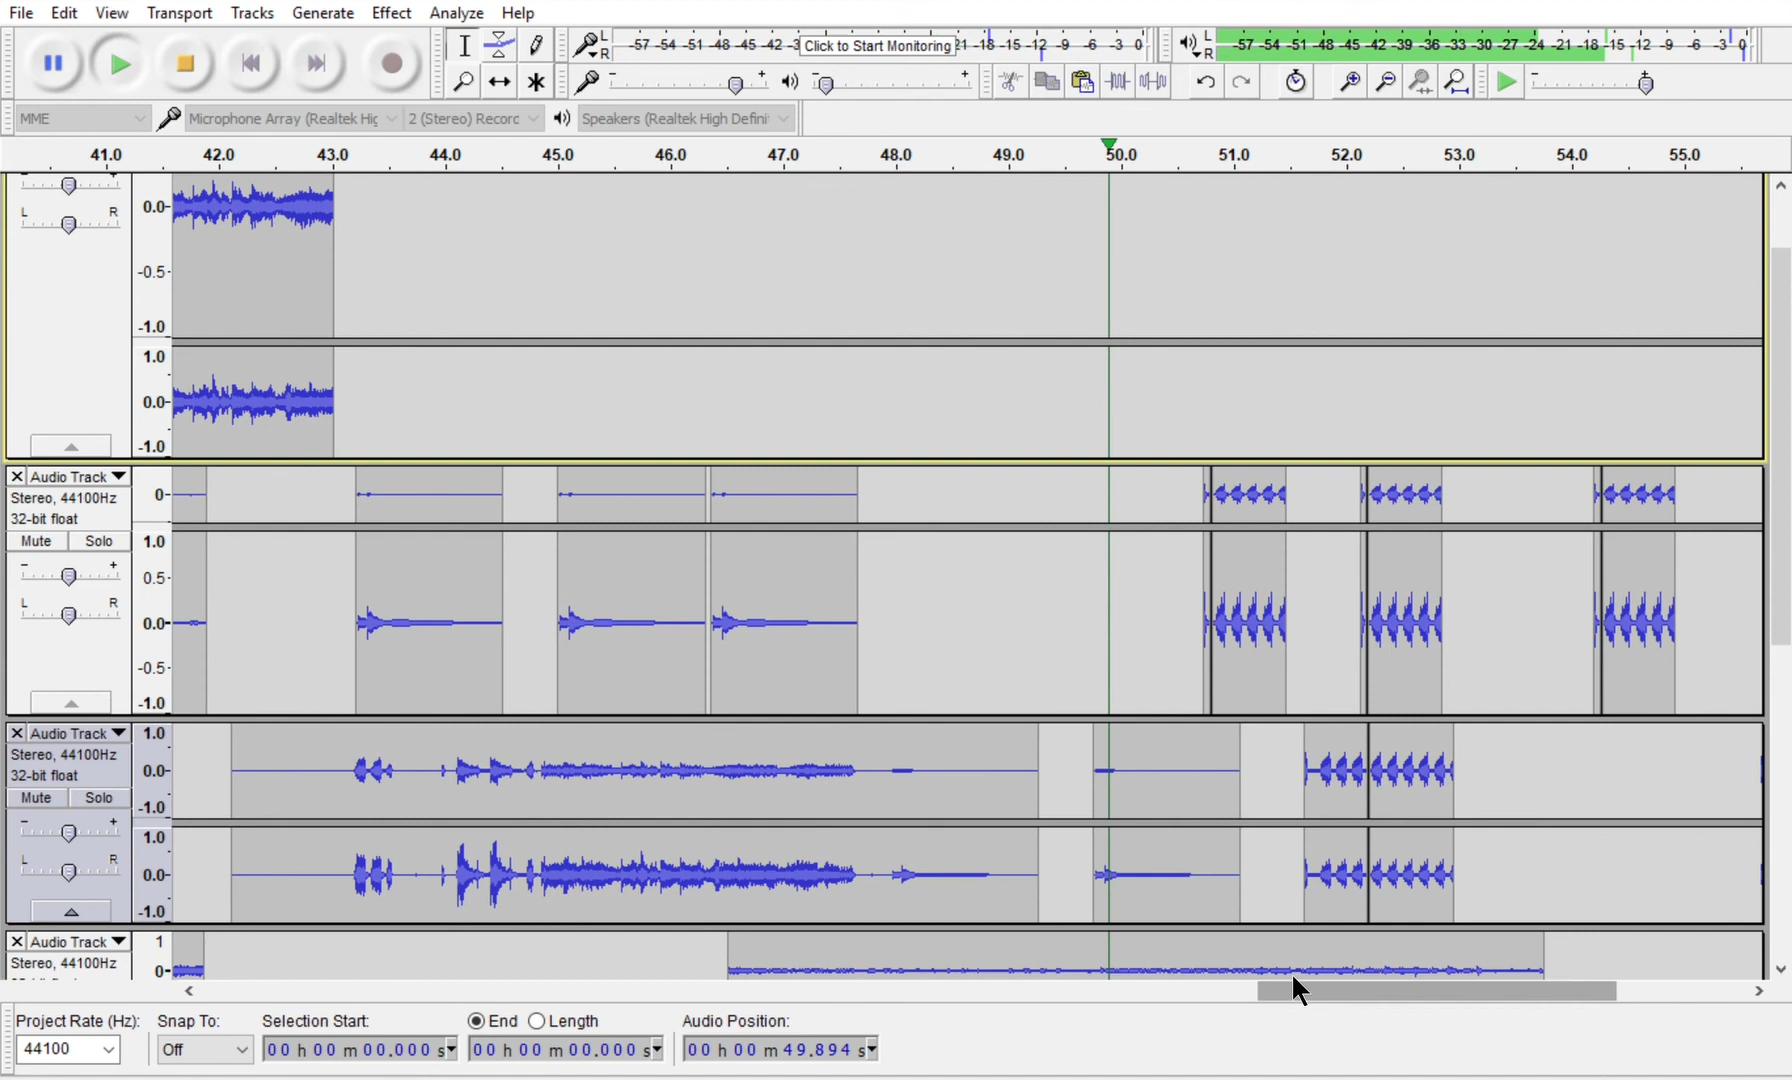 File Edit View Transport Tracks Generate Effect Analyze Help
L -57 -54 -51 -48 -45 -42 -3 Click to Start Monitoring 21 -18 -15 -12 -9 -6 -3 0 L -57 -54 -51 -48 -45 -42 -39 -36 -33 -30 -27 -24 -21 -18 -15 -12 -9 -6 -3 0
R R
- + - + - +
MME Microphone Array (Realtek Hig 2 (Stereo) Record Speakers (Realtek High Defini
41.0 42.0 43.0 44.0 45.0 46.0 47.0 48.0 49.0 50.0 51.0 52.0 53.0 54.0 55.0
- +
L R 0.0
-0.5
-1.0
1.0
0.0
-1.0
X Audio Track
Stereo, 44100Hz 0
32-bit float
Mute Solo 1.0
- + 0.5
L R 0.0
-0.5
-1.0
X Audio Track 1.0
Stereo, 44100Hz
32-bit float 0.0
Mute Solo -1.0
- + 1.0
L R 0.0
-1.0
X Audio Track 1
Stereo, 44100Hz 0
Project Rate (Hz): Snap To: Selection Start: End Length Audio Position:
44100 Off 00 h 00 m 00.000 s 00 h 00 m 00.000 s 00 h 00 m 49.894 s